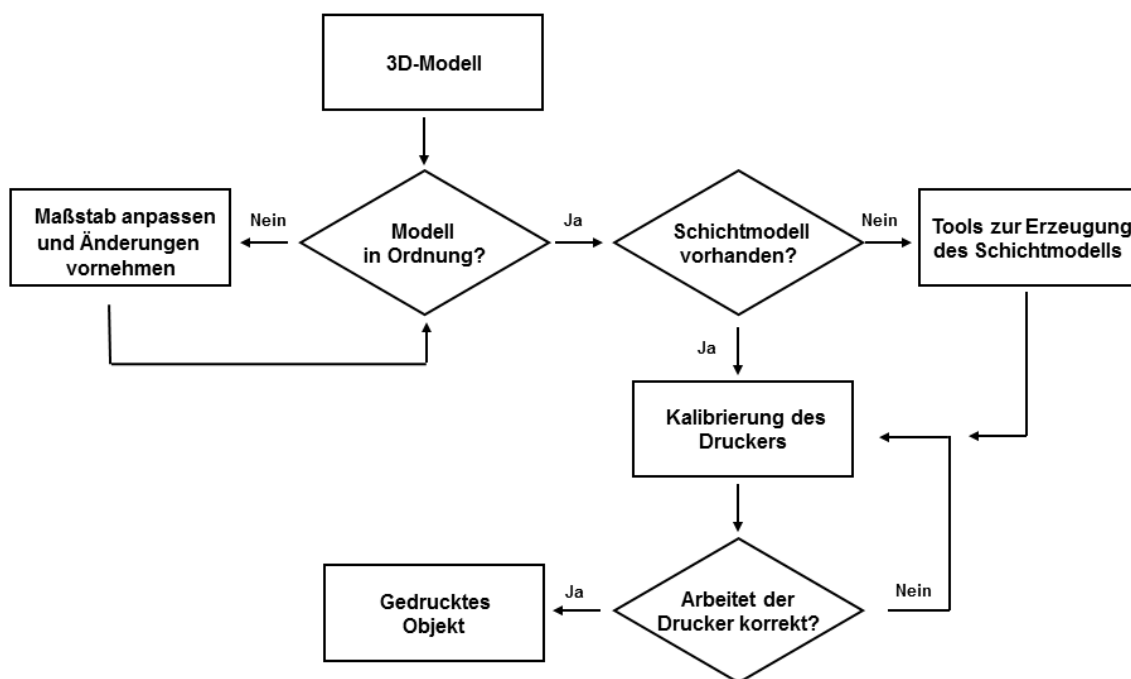 3D-Modell
Maßstab anpassen
und Änderungen
vornehmen
Nein
Modell
in Ordnung?
Ja
Schichtmodell
vorhanden?
Nein
Tools zur Erzeugung
des Schichtmodells
Ja
Kalibrierung des
Druckers
Gedrucktes
Objekt
Ja
Arbeitet der
Drucker korrekt?
Nein